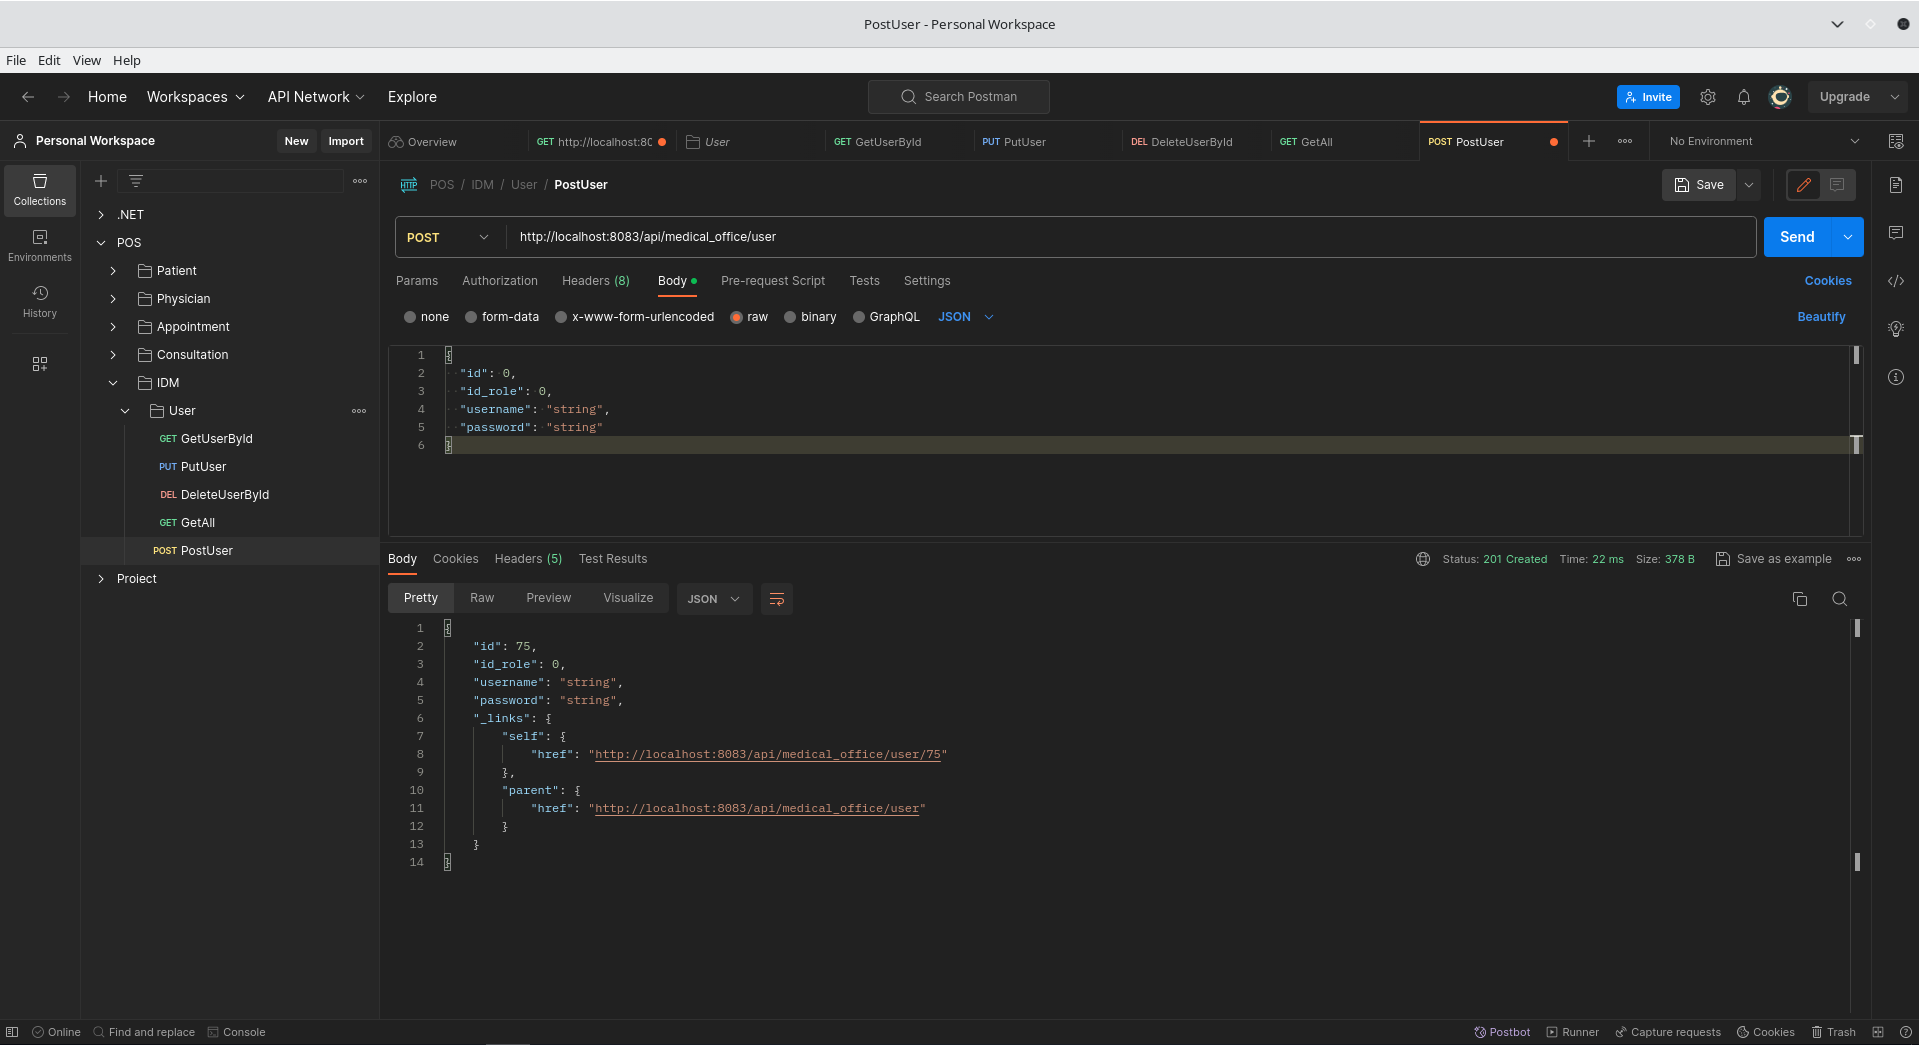 PostUser - Personal Workspace
File Edit View Help
Home Workspaces API Network Explore
Search Postman
Invite
Upgrade
Personal Workspace
New
Import
Overview
GET http://localhost:80
User
GET GetUserById
PUT PutUser
DEL DeleteUserById
GET GetAll
POST PostUser
No Environment
Collections
Environments
History
.NET
POS
Patient
Physician
Appointment
Consultation
IDM
User
GET GetUserById
PUT PutUser
DEL DeleteUserById
GET GetAll
POST PostUser
Project
HTTP POS / IDM / User / PostUser
Save
POST http://localhost:8083/api/medical_office/user
Send
Params Authorization Headers (8) Body Pre-request Script Tests Settings
Cookies
none form-data x-www-form-urlencoded raw binary GraphQL JSON
Beautify
1 {
2 "id": 0,
3 "id_role": 0,
4 "username": "string",
5 "password": "string"
6 }
Body Cookies Headers (5) Test Results
Status: 201 Created Time: 22 ms Size: 378 B Save as example
Pretty Raw Preview Visualize JSON
1 {
2 "id": 75,
3 "id_role": 0,
4 "username": "string",
5 "password": "string",
6 "_links": {
7 "self": {
8 "href": "http://localhost:8083/api/medical_office/user/75"
9 },
10 "parent": {
11 "href": "http://localhost:8083/api/medical_office/user"
12 }
13 }
14 }
Online Find and replace Console
Postbot Runner Capture requests Cookies Trash